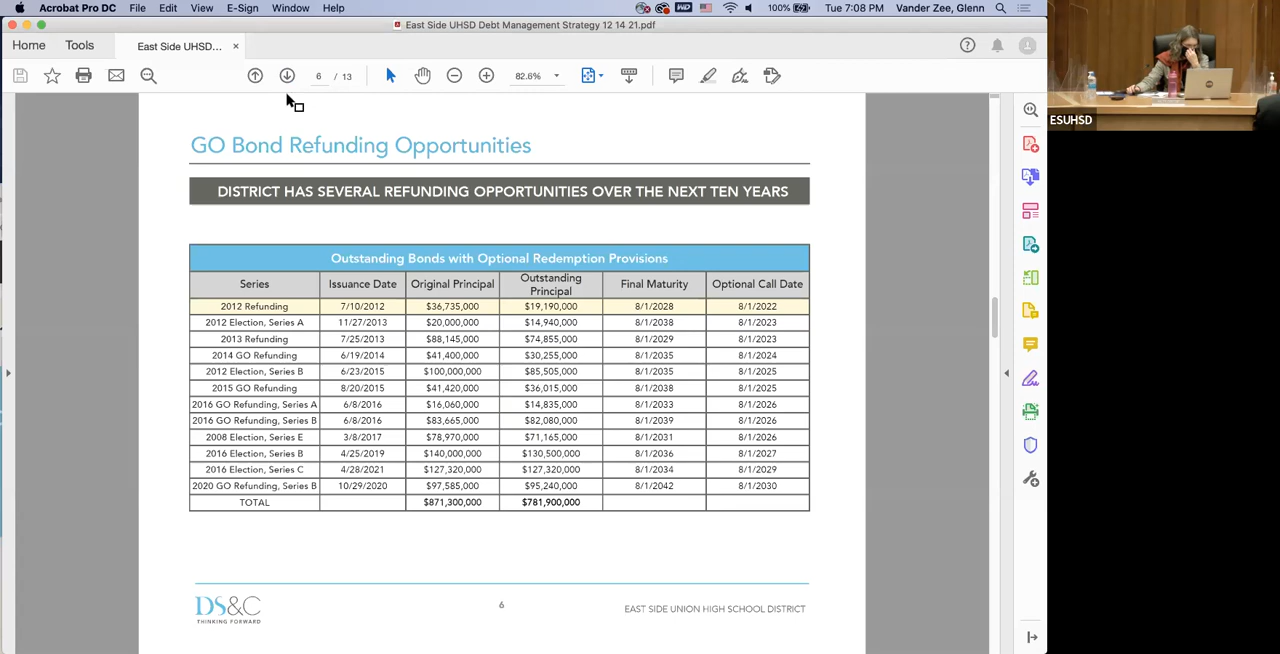 Acrobat Pro DC File Edit View E-Sign Window Help 100% Tue 7:08 PM Vander Zee, Glenn
East Side UHSD Debt Management Strategy 12 14 21.pdf
Home Tools East Side UHSD... ×
6 / 13 82.6%
GO Bond Refunding Opportunities
DISTRICT HAS SEVERAL REFUNDING OPPORTUNITIES OVER THE NEXT TEN YEARS
Outstanding Bonds with Optional Redemption Provisions
Series Issuance Date Original Principal Outstanding Principal Final Maturity Optional Call Date
2012 Refunding 7/10/2012 $36,735,000 $19,190,000 8/1/2028 8/1/2022
2012 Election, Series A 11/27/2013 $20,000,000 $14,940,000 8/1/2038 8/1/2023
2013 Refunding 7/25/2013 $88,145,000 $74,855,000 8/1/2029 8/1/2023
2014 GO Refunding 6/19/2014 $41,400,000 $30,255,000 8/1/2035 8/1/2024
2012 Election, Series B 6/23/2015 $100,000,000 $85,505,000 8/1/2035 8/1/2025
2015 GO Refunding 8/20/2015 $41,420,000 $36,015,000 8/1/2038 8/1/2025
2016 GO Refunding, Series A 6/8/2016 $16,060,000 $14,835,000 8/1/2033 8/1/2026
2016 GO Refunding, Series B 6/8/2016 $83,665,000 $82,080,000 8/1/2039 8/1/2026
2008 Election, Series E 3/8/2017 $78,970,000 $71,165,000 8/1/2031 8/1/2026
2016 Election, Series B 4/25/2019 $140,000,000 $130,500,000 8/1/2036 8/1/2027
2016 Election, Series C 4/28/2021 $127,320,000 $127,320,000 8/1/2034 8/1/2029
2020 GO Refunding, Series B 10/29/2020 $97,585,000 $95,240,000 8/1/2042 8/1/2030
TOTAL $871,300,000 $781,900,000
DS&C
THINKING FORWARD
6
EAST SIDE UNION HIGH SCHOOL DISTRICT
ESUHSD